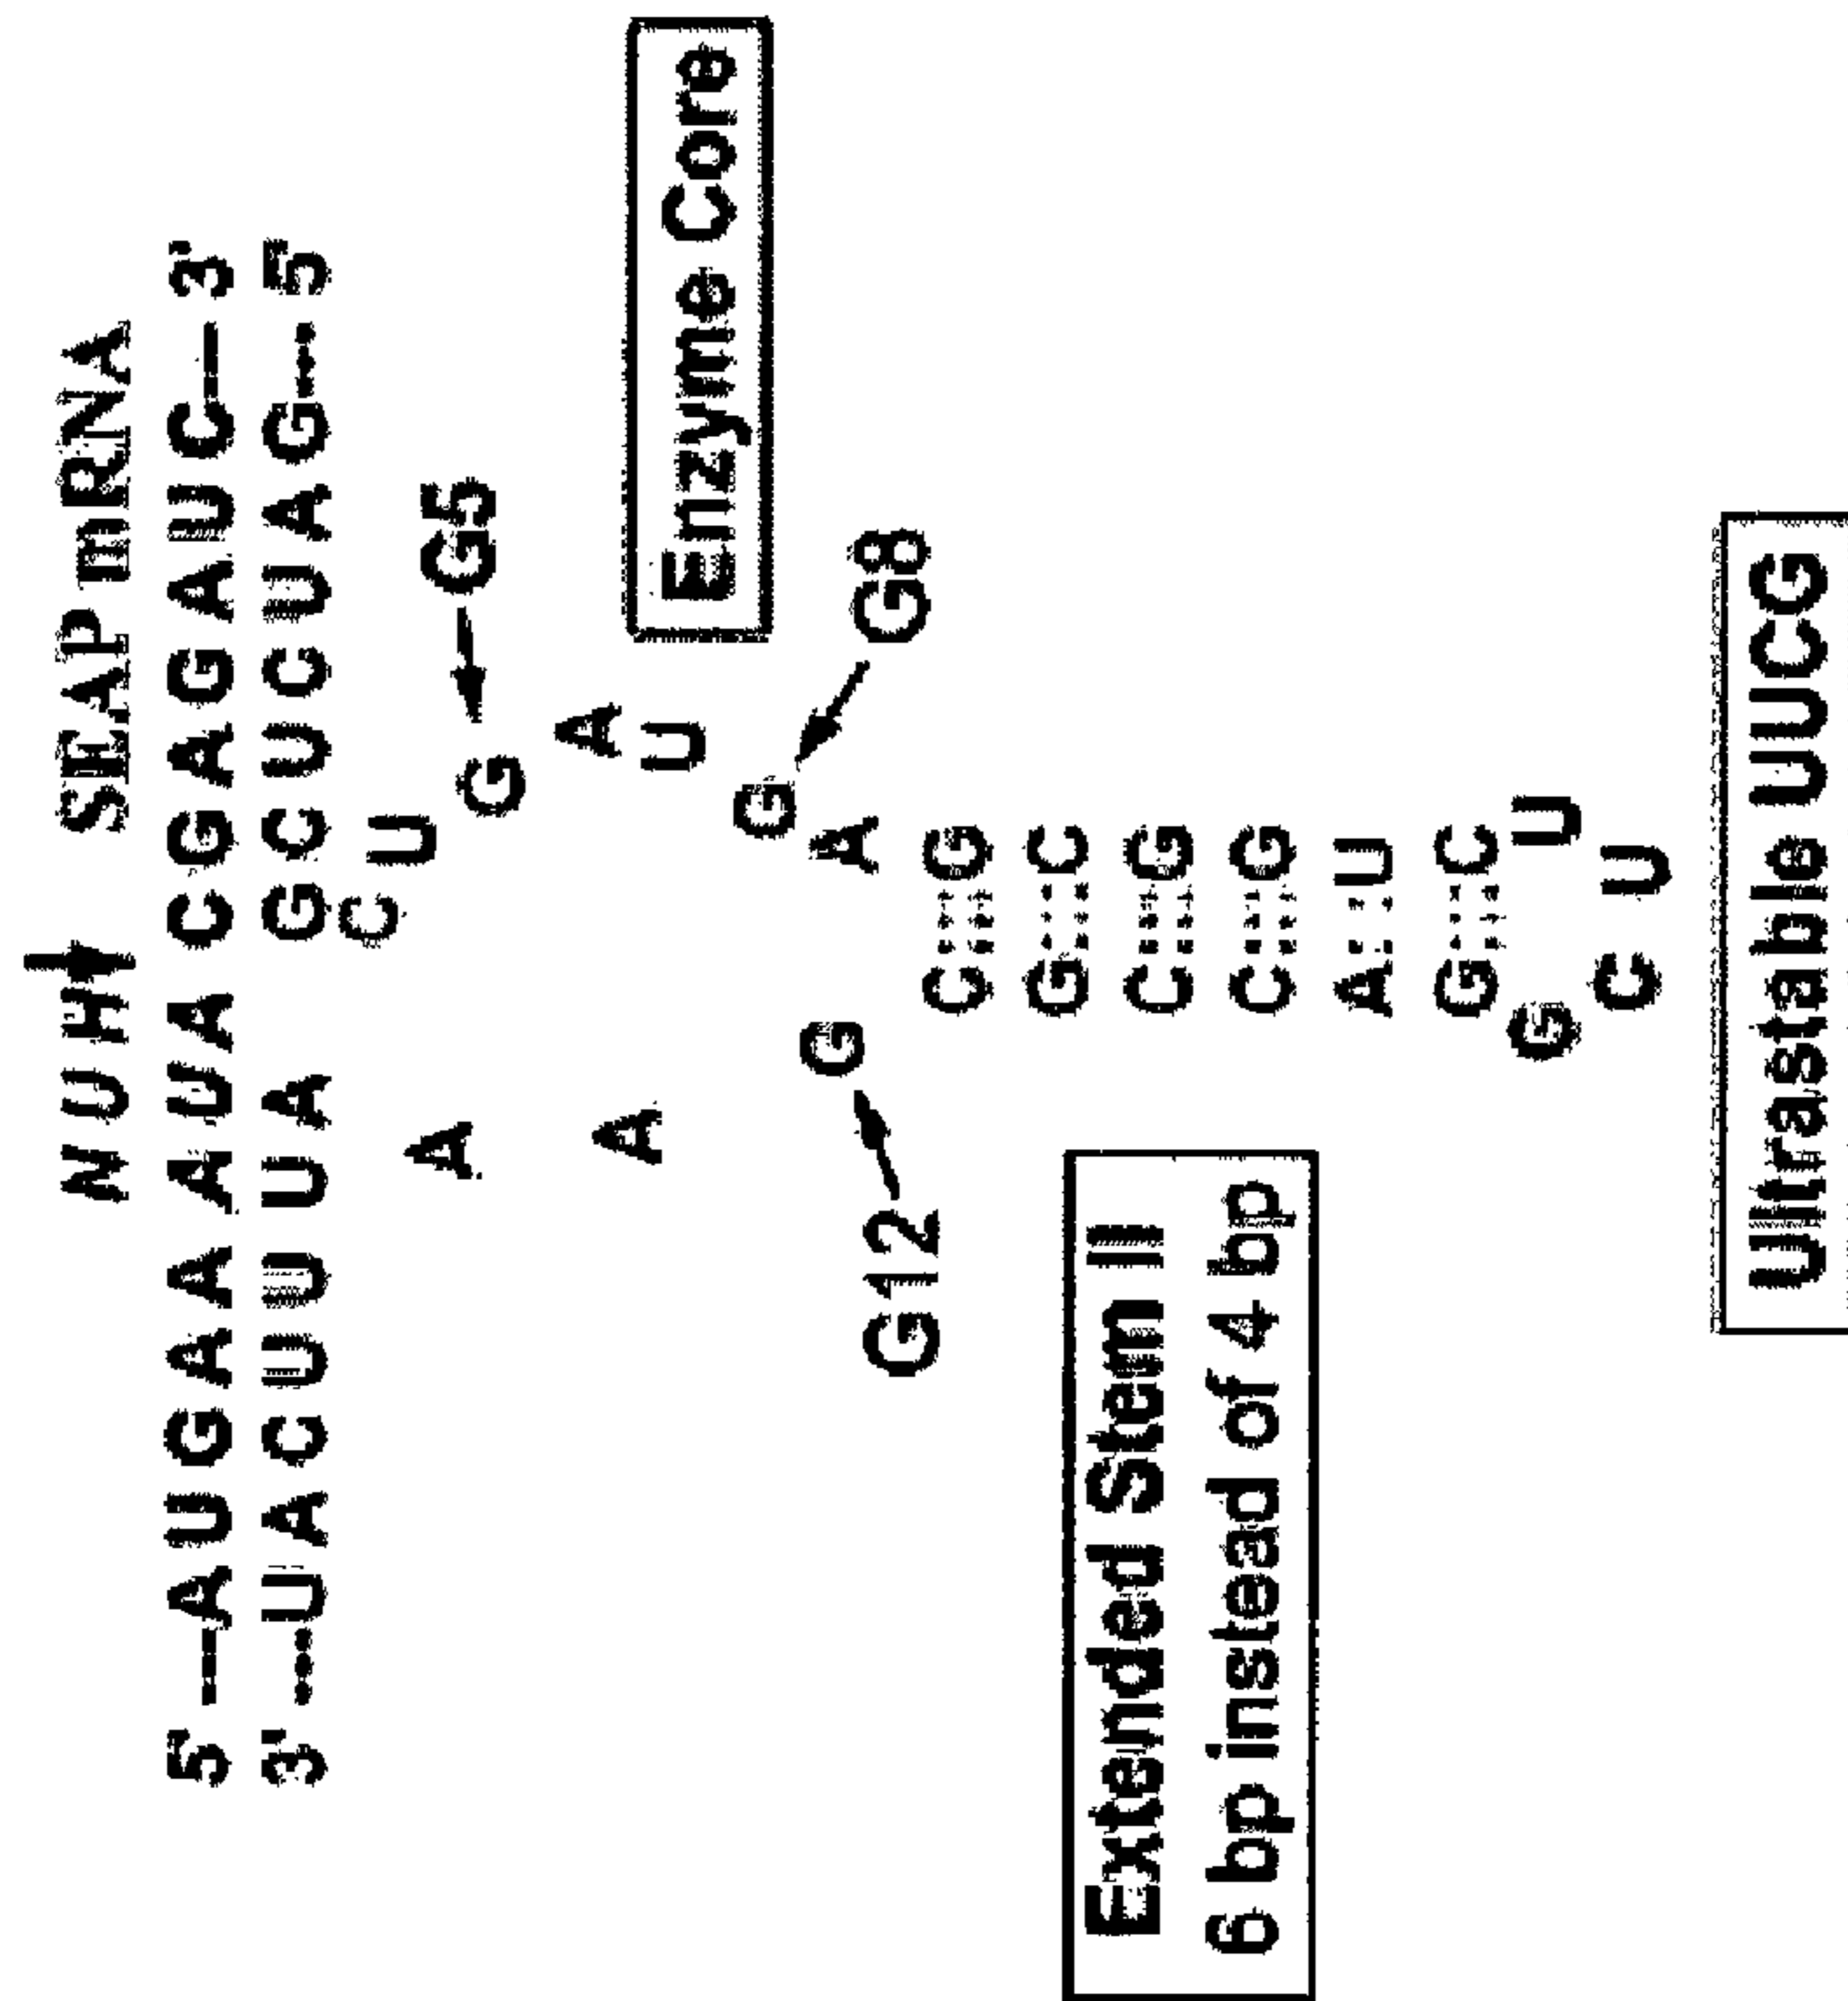 N U H SEAP mRNA
5'—A U G A A A U A C G A G A U C—3'
3'---U A C U U U A G C U C U A G---5'
C
U
G G5
A
A
A
U
Enzyme Core
G G8
G
A
G12
C G
G C
C G
C G
A U
G C
G U
C U
Extended Stem II
6 bp instead of 4 bp
Ultrastable UUCG